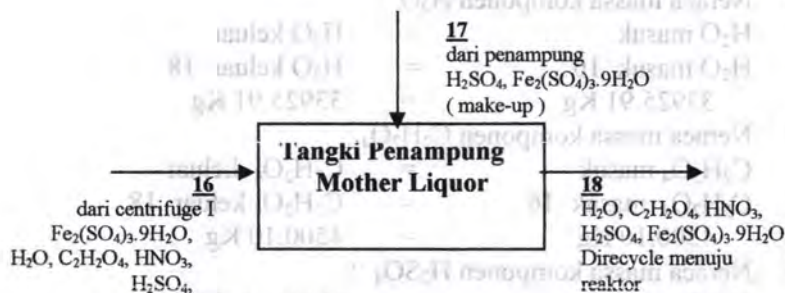 17
dari penampung
H₂SO₄, Fe₂(SO₄)₃.9H₂O
( make-up )
Tangki Penampung
Mother Liquor
16
dari centrifuge I
Fe₂(SO₄)₃.9H₂O,
H₂O, C₂H₂O₄, HNO₃,
H₂SO₄,
18
H₂O, C₂H₂O₄, HNO₃,
H₂SO₄, Fe₂(SO₄)₃.9H₂O
Direcycle menuju
reaktor